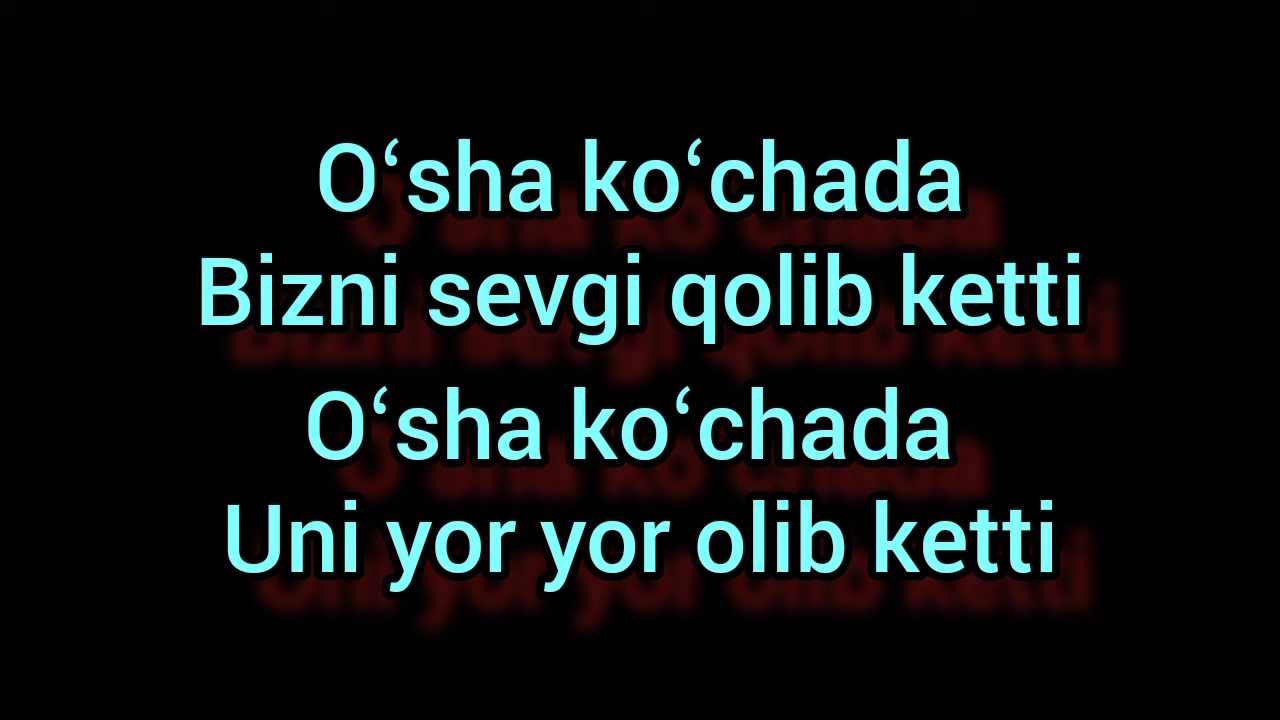 Oʻsha koʻchada
Bizni sevgi qolib ketti
Oʻsha koʻchada
Uni yor yor olib ketti